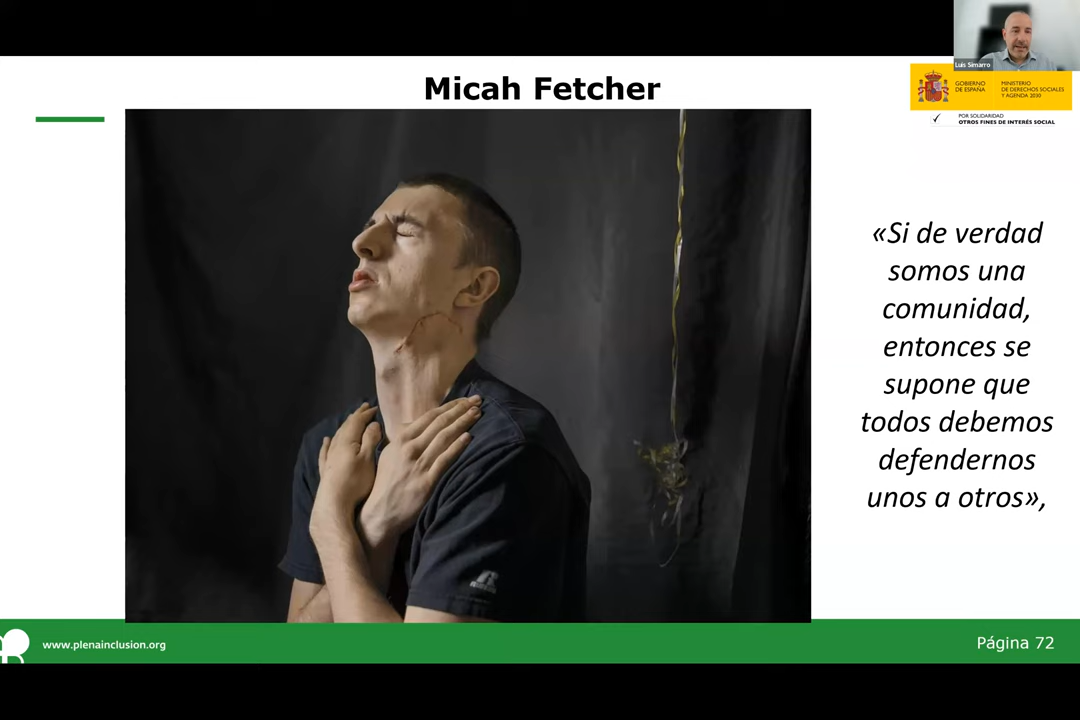 Luis Simarro
Micah Fetcher
GOBIERNO
DE ESPAÑA
MINISTERIO
DE DERECHOS SOCIALES
Y AGENDA 2030
POR SOLIDARIDAD
OTROS FINES DE INTERÉS SOCIAL
«Si de verdad
somos una
comunidad,
entonces se
supone que
todos debemos
defendernos
unos a otros»,
www.plenainclusion.org
Página 72